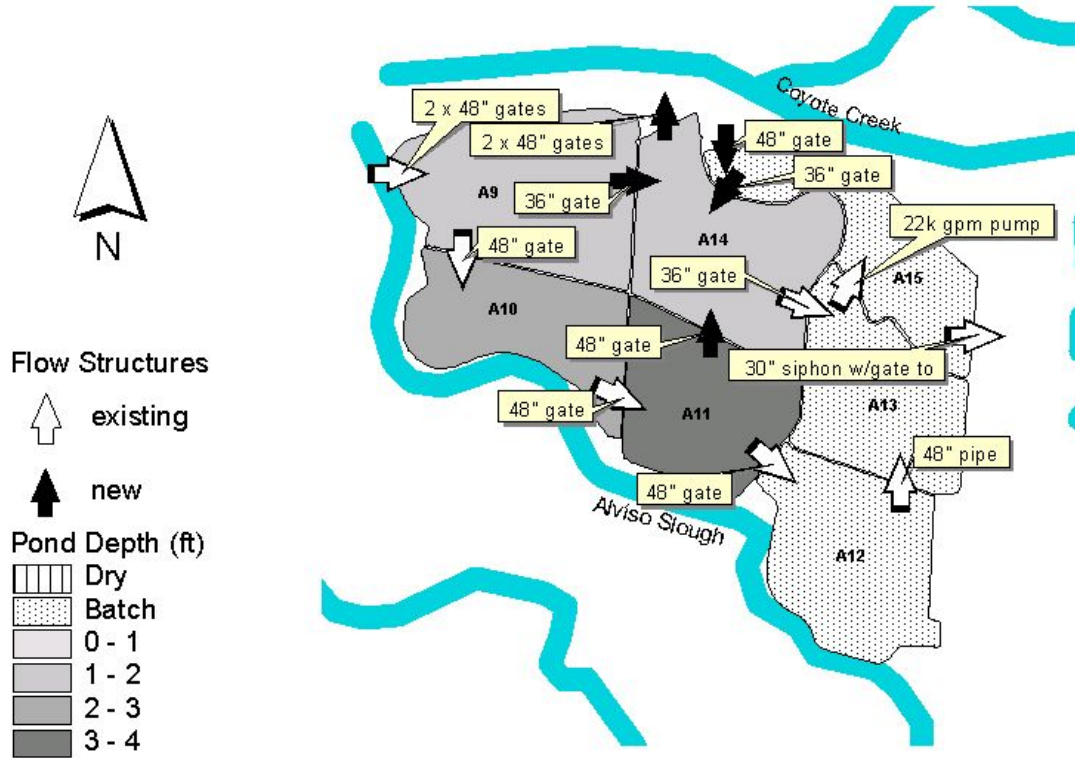 2 x 48" gates
2 x 48" gates
Coyote Creek
48" gate
36" gate
A9
36" gate
22k gpm pump
48" gate
A14
36" gate
A15
A10
48" gate
30" siphon w/gate to
48" gate
A11
A13
48" gate
48" pipe
Alviso Slough
A12
N
Flow Structures
existing
new
Pond Depth (ft)
Dry
Batch
0 - 1
1 - 2
2 - 3
3 - 4